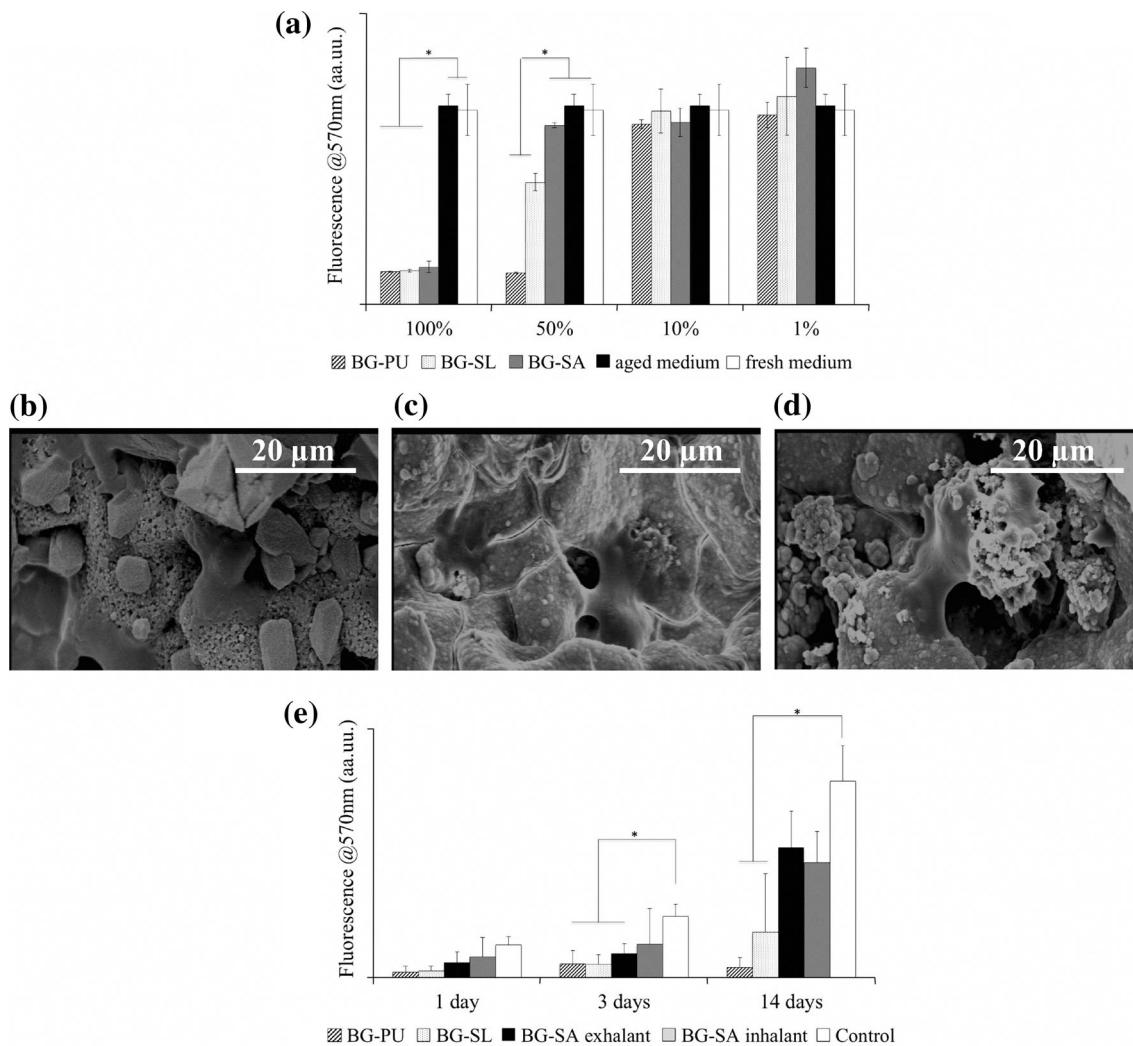 (a)
*
*
Fluorescence @570nm (aa.uu.)
100% 50% 10% 1%
BG-PU BG-SL BG-SA aged medium fresh medium
(b) (c) (d)
20 µm 20 µm 20 µm
(e)
*
*
Fluorescence @570nm (aa.uu.)
1 day 3 days 14 days
BG-PU BG-SL BG-SA exhalant BG-SA inhalant Control